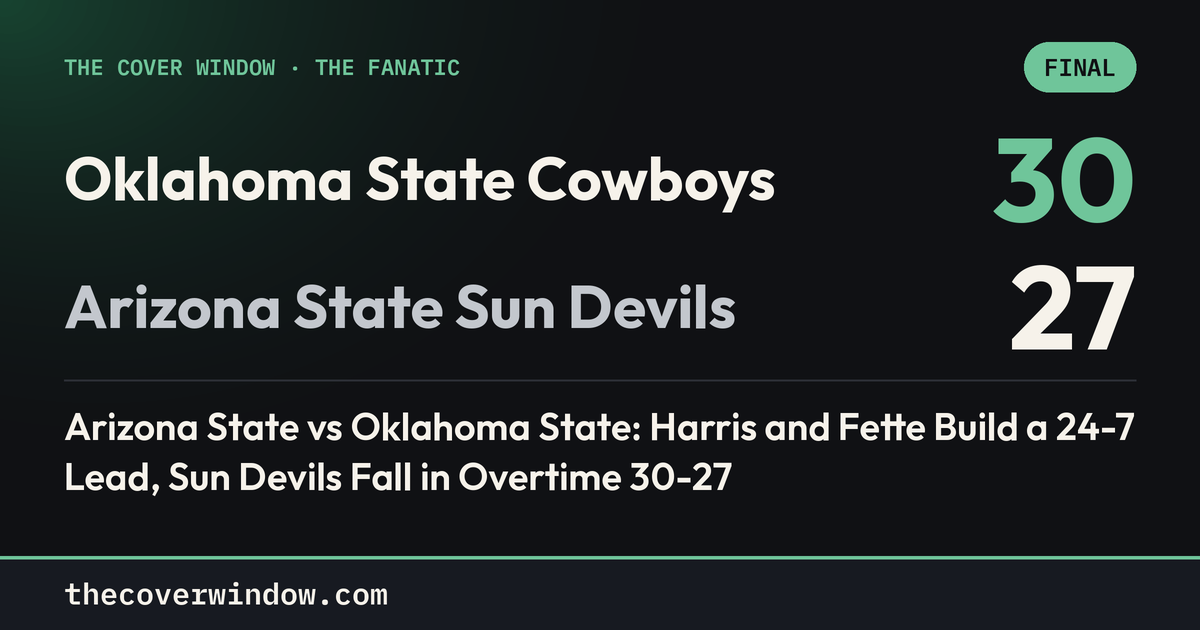 THE COVER WINDOW · THE FANATIC
FINAL
Oklahoma State Cowboys
30
Arizona State Sun Devils
27
Arizona State vs Oklahoma State: Harris and Fette Build a 24-7
Lead, Sun Devils Fall in Overtime 30-27
thecoverwindow.com